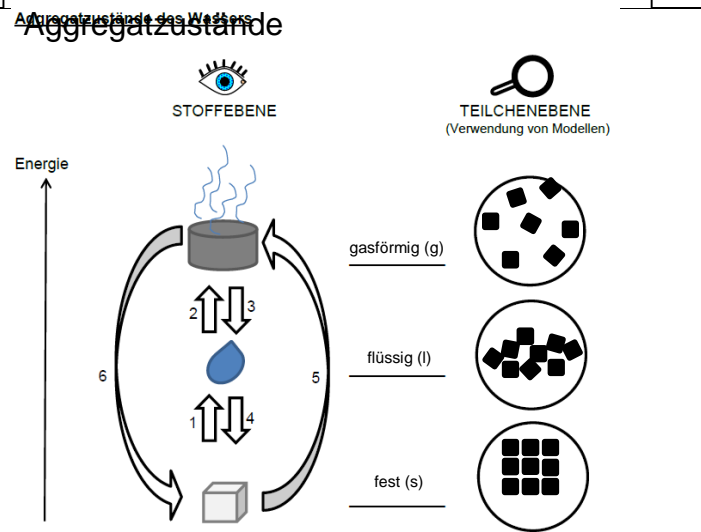 Aggregatzustände des Wassers
Aggregatzustände
STOFFEBENE
TEILCHENEBENE
(Verwendung von Modellen)
Energie
gasförmig (g)
2
3
flüssig (l)
6
5
1
4
fest (s)